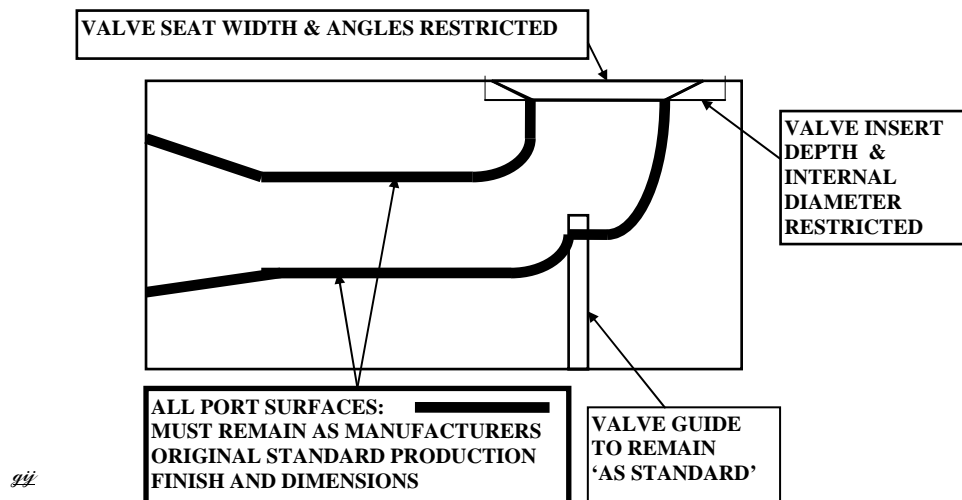 VALVE SEAT WIDTH & ANGLES RESTRICTED
VALVE INSERT
DEPTH &
INTERNAL
DIAMETER
RESTRICTED
ALL PORT SURFACES:
MUST REMAIN AS MANUFACTURERS
ORIGINAL STANDARD PRODUCTION
FINISH AND DIMENSIONS
VALVE GUIDE
TO REMAIN
‘AS STANDARD’